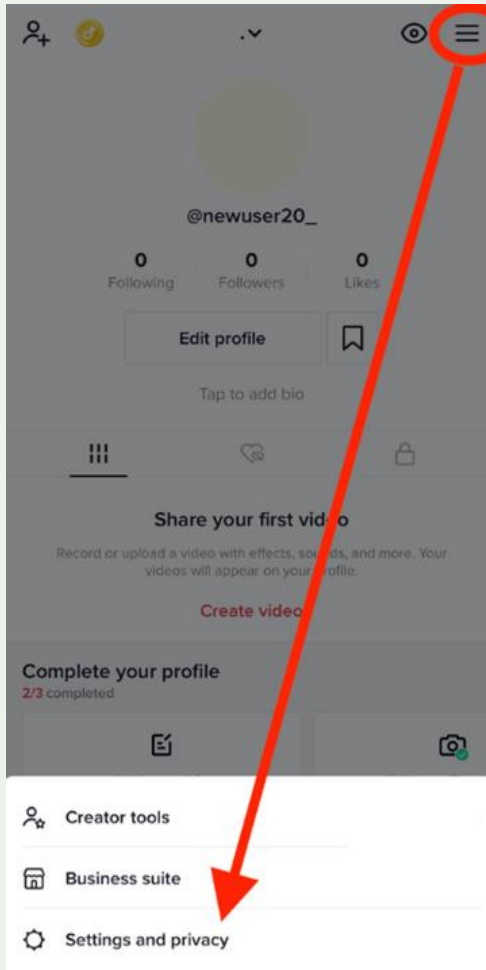 @newuser20_
0 0 0
Following Followers Likes
Edit profile
Tap to add bio
Share your first video
Record or upload a video with effects, sounds, and more. Your
videos will appear on your profile.
Create video
Complete your profile
2/3 completed
Creator tools
Business suite
Settings and privacy